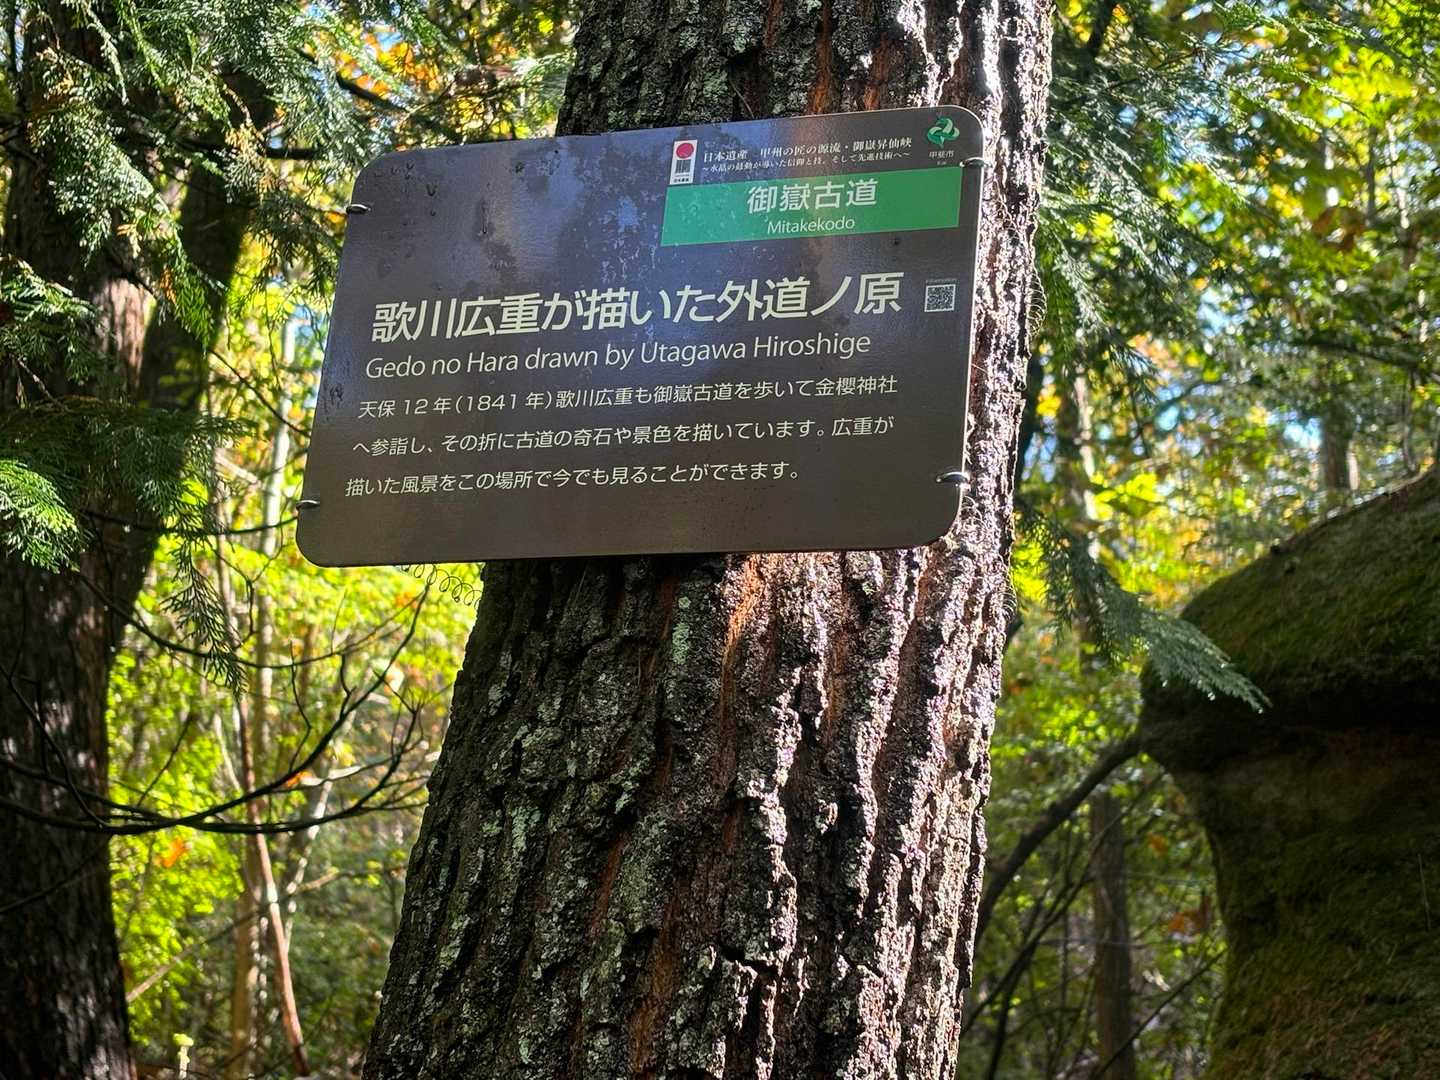 日本遺産 甲州の匠の源流・御嶽昇仙峡
～水晶の鼓動が導いた信仰と技、そして先進技術へ～
日本遺産
甲斐市
御嶽古道
Mitakekodo
歌川広重が描いた外道ノ原
Gedo no Hara drawn by Utagawa Hiroshige
天保 12 年（1841 年）歌川広重も御嶽古道を歩いて金櫻神社
へ参詣し、その折に古道の奇石や景色を描いています。広重が
描いた風景をこの場所で今でも見ることができます。